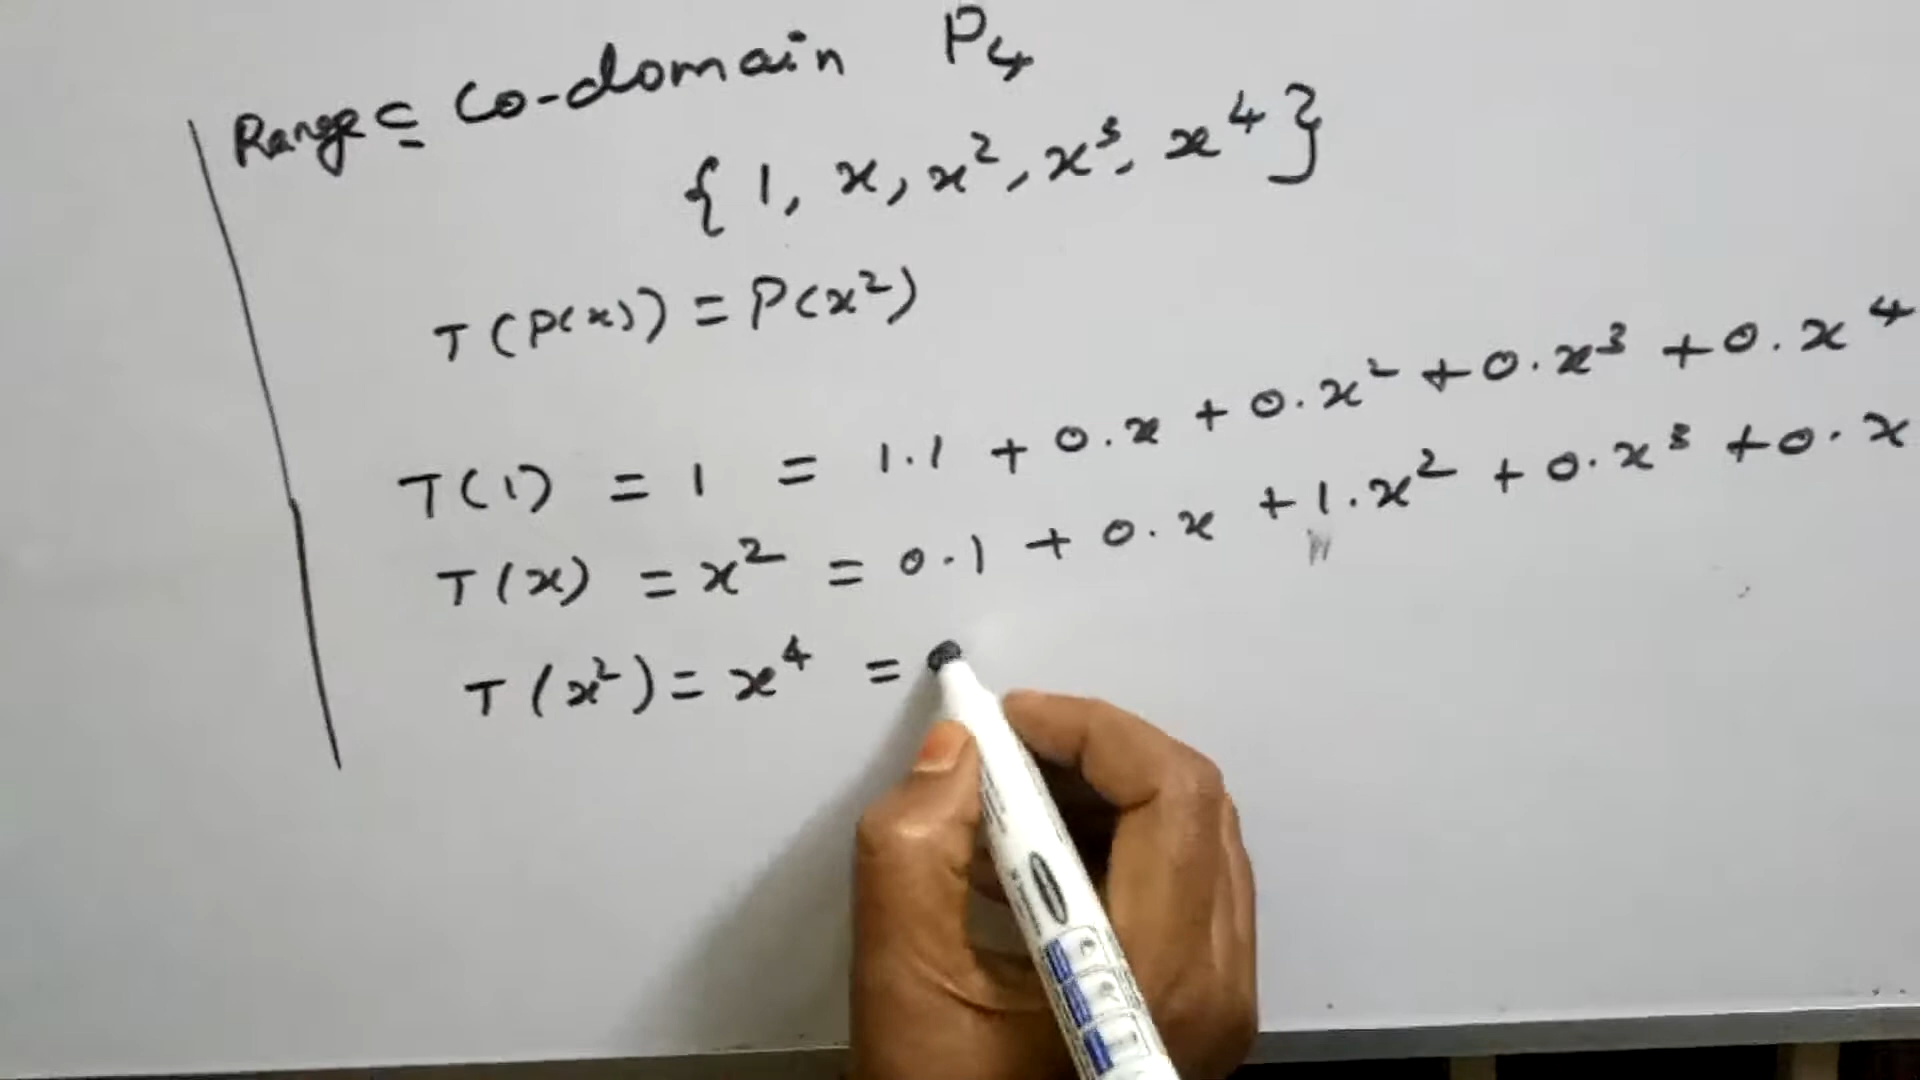 Range ⊆ Co-domain P₄
{1, x, x², x³, x⁴}
T(P(x)) = P(x²)
T(1) = 1 = 1.1 + 0.x + 0.x² + 0.x³ + 0.x⁴
T(x) = x² = 0.1 + 0.x + 1.x² + 0.x³ + 0.x
T(x²) = x⁴ =